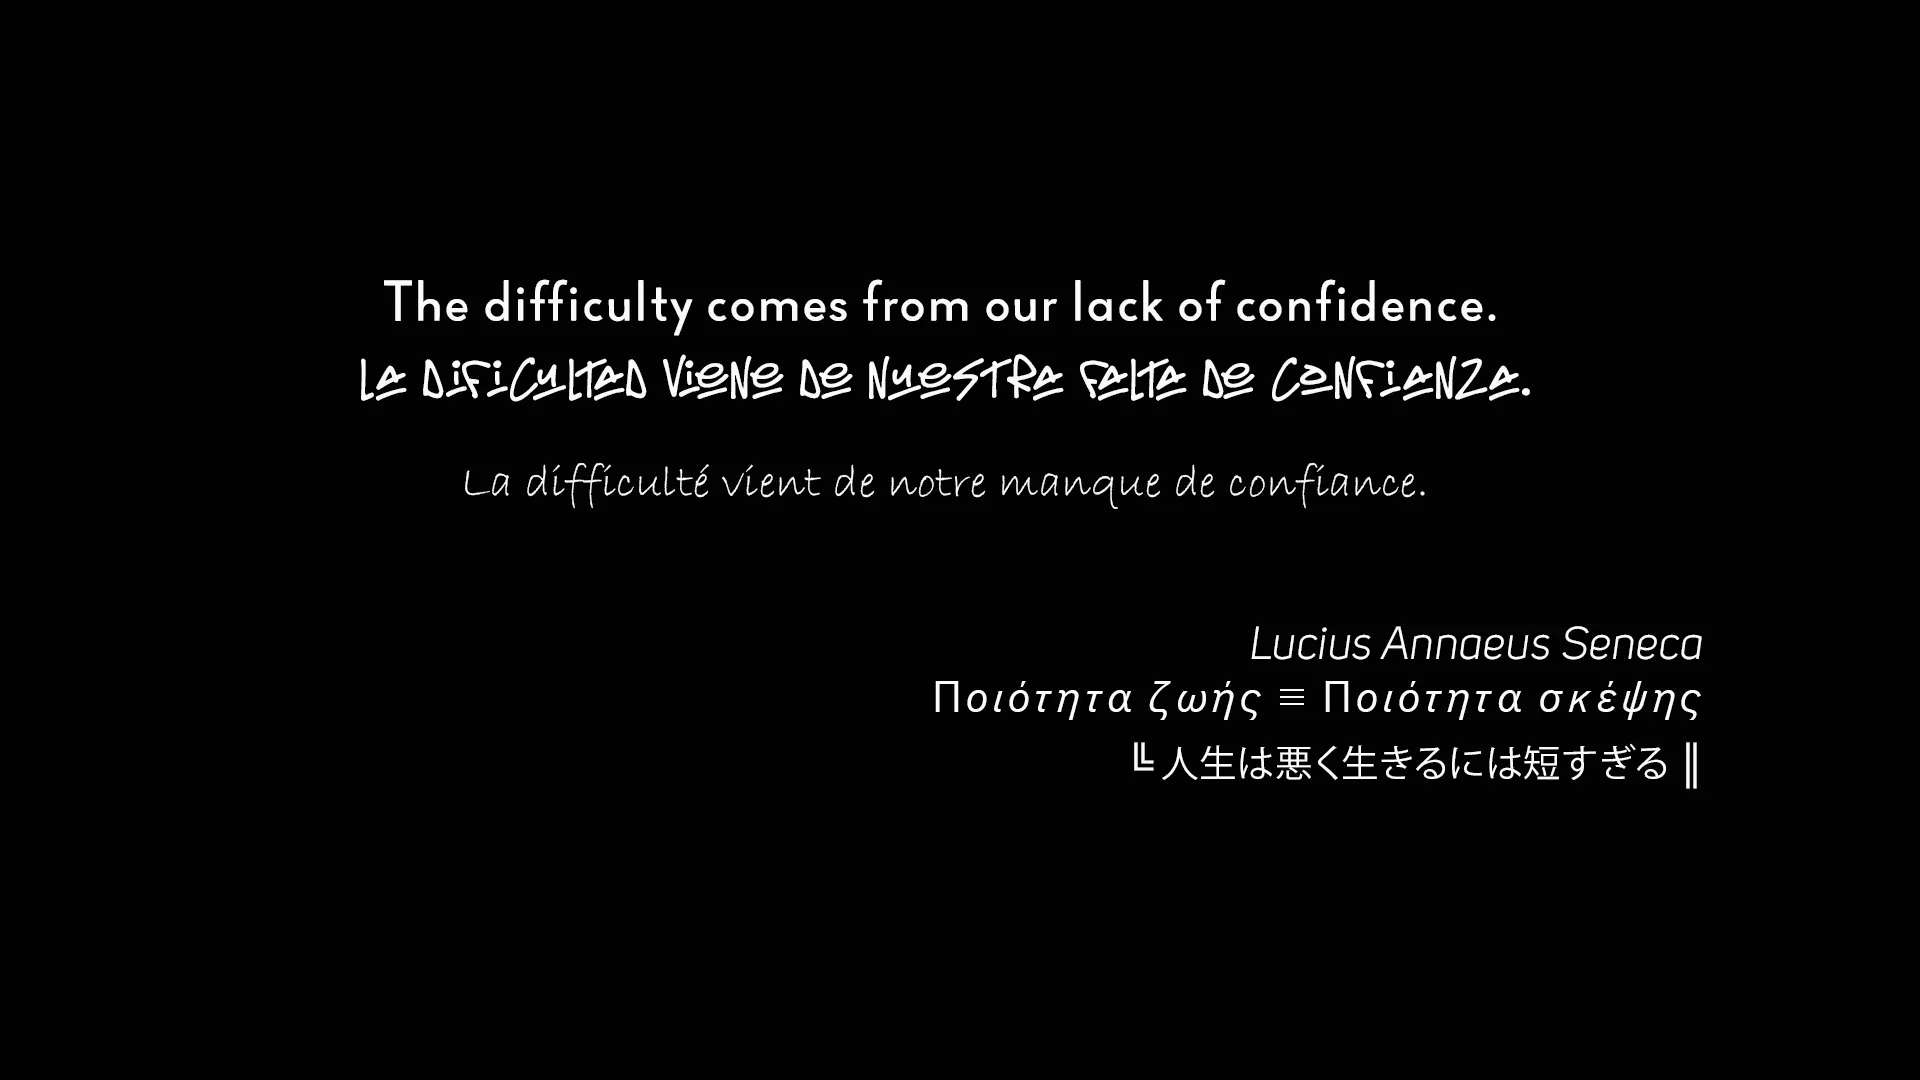 The difficulty comes from our lack of confidence.
La dificultad viene de nuestra falta de confianza.
La difficulté vient de notre manque de confiance.
Lucius Annaeus Seneca
Ποιότητα ζωής ≡ Ποιότητα σκέψης
╚ 人生は悪く生きるには短すぎる ║